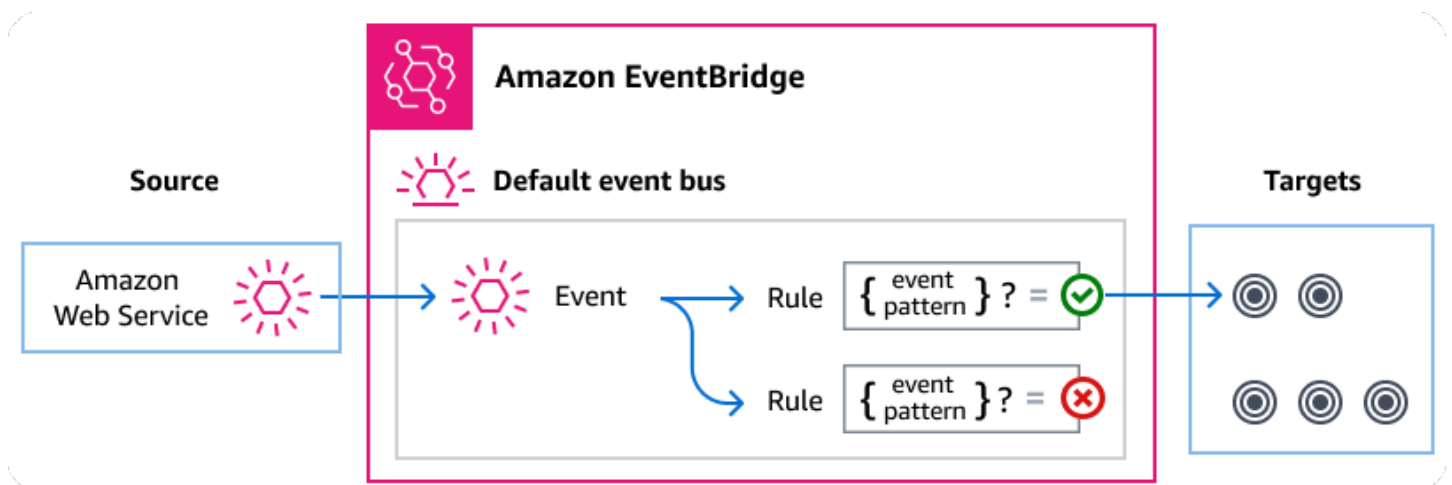 Amazon EventBridge
Source
Default event bus
Targets
Amazon
Web Service
Event
Rule
{ event
pattern } ? =
Rule
{ event
pattern } ? =